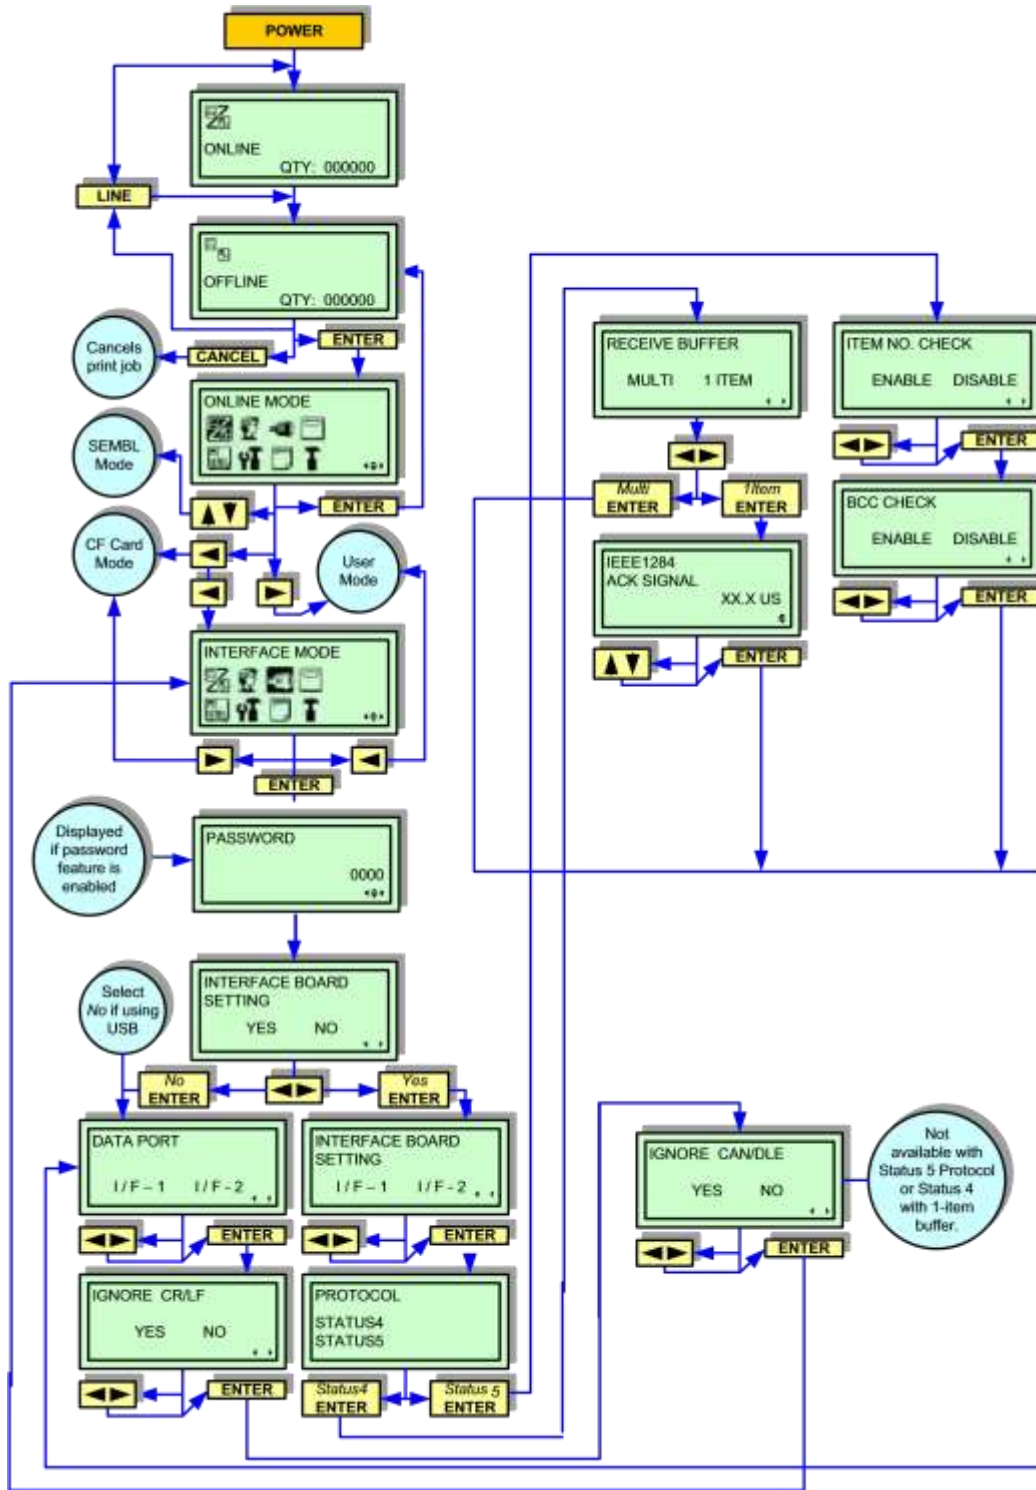 POWER
ONLINE
QTY: 000000
LINE
OFFLINE
QTY: 000000
ENTER
CANCEL
Cancels
print job
ONLINE MODE
SEMBL
Mode
ENTER
CF Card
Mode
User
Mode
INTERFACE MODE
ENTER
Displayed
if password
feature is
enabled
PASSWORD
0000
INTERFACE BOARD
SETTING
YES NO
Select
No if using
USB
No
ENTER
Yes
ENTER
DATA PORT
I / F – 1 I / F - 2
ENTER
INTERFACE BOARD
SETTING
I / F – 1 I / F - 2
ENTER
IGNORE CR/LF
YES NO
ENTER
PROTOCOL
STATUS4
STATUS5
Status4
ENTER
Status 5
ENTER
RECEIVE BUFFER
MULTI 1 ITEM
Multi
ENTER
1Item
ENTER
IEEE1284
ACK SIGNAL
XX.X US
ENTER
ITEM NO. CHECK
ENABLE DISABLE
ENTER
BCC CHECK
ENABLE DISABLE
ENTER
IGNORE CAN/DLE
YES NO
ENTER
Not
available with
Status 5 Protocol
or Status 4
with 1-item
buffer.